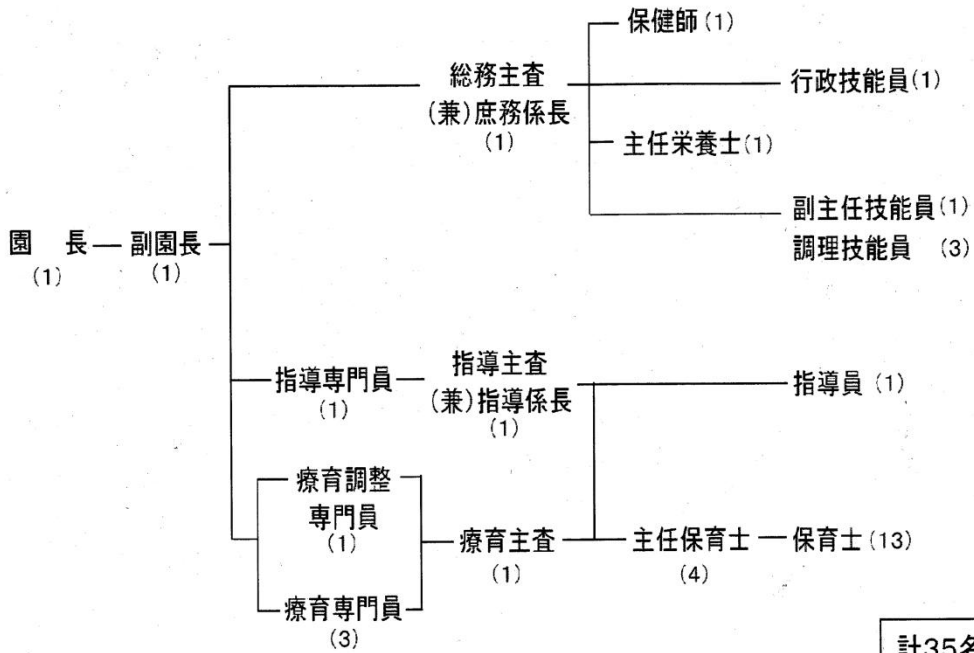 保健師(1)
総務主査
(兼)庶務係長
(1)
行政技能員(1)
主任栄養士(1)
副主任技能員(1)
調理技能員 (3)
園 長
(1)
副園長
(1)
指導専門員
(1)
指導主査
(兼)指導係長
(1)
指導員(1)
療育調整
専門員
(1)
療育主査
(1)
主任保育士
(4)
保育士(13)
療育専門員
(3)
計35名